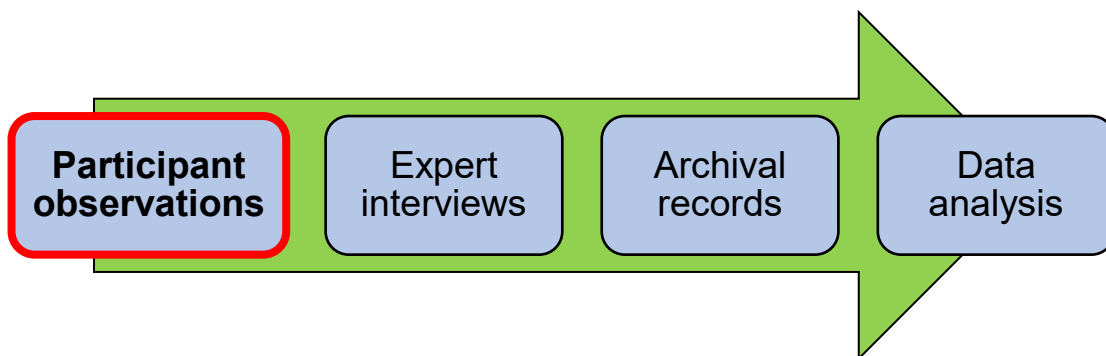 Participant
observations
Expert
interviews
Archival
records
Data
analysis